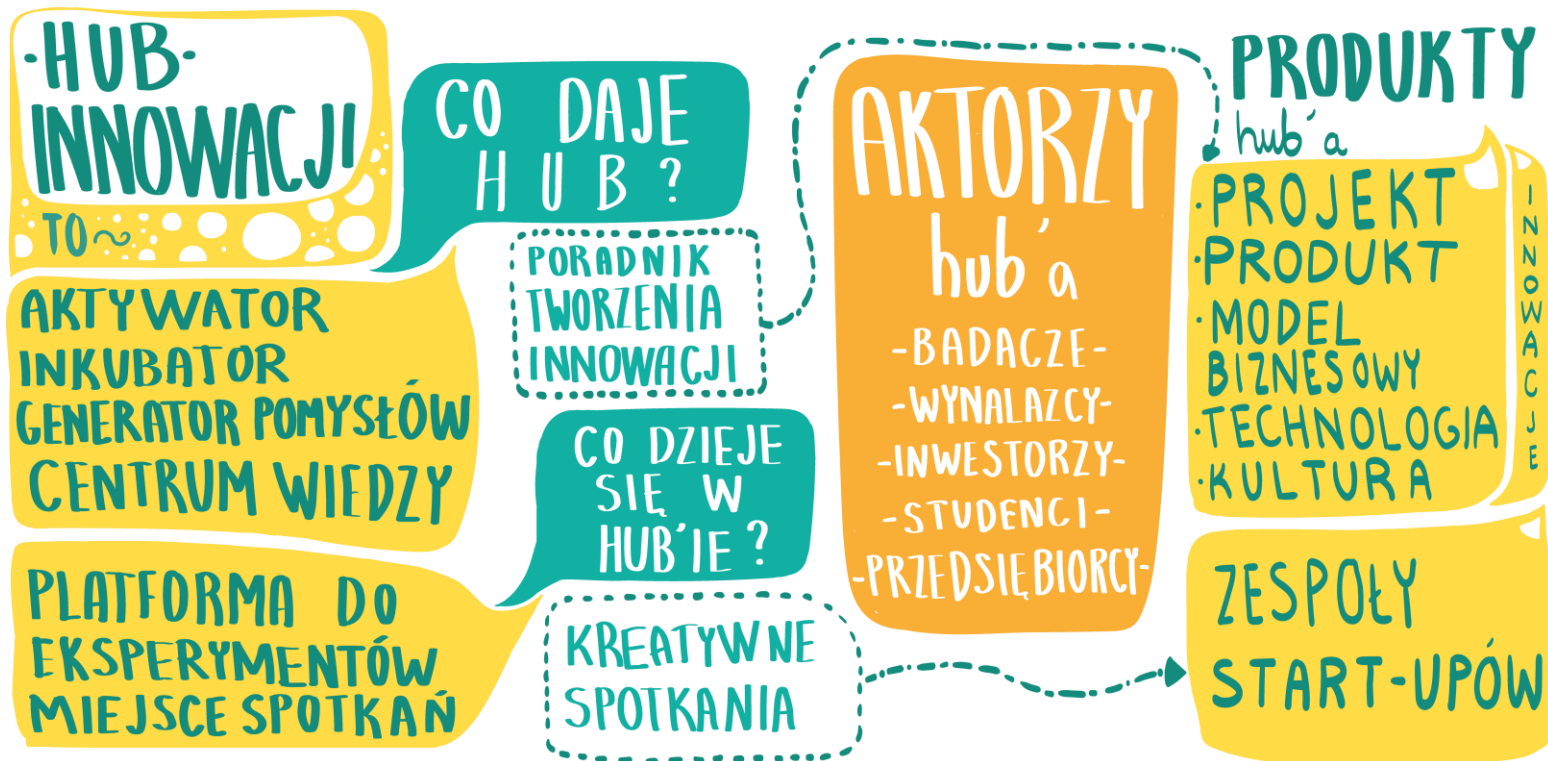 ·HUB·
INNOWACJI
TO~
AKTYWATOR
INKUBATOR
GENERATOR POMYSŁÓW
CENTRUM WIEDZY
PLATFORMA DO
EKSPERYMENTÓW
MIEJSCE SPOTKAŃ
CO DAJE
HUB?
PORADNIK
TWORZENIA
INNOWACJI
CO DZIEJE
SIĘ W
HUB'IE?
KREATYWNE
SPOTKANIA
AKTORZY
hub'a
-BADACZE-
-WYNALAZCY-
-INWESTORZY-
-STUDENCI-
-PRZEDSIĘBIORCY-
PRODUKTY
hub'a
·PROJEKT
·PRODUKT
·MODEL
BIZNESOWY
·TECHNOLOGIA
·KULTURA
INNOWACJE
ZESPOŁY
START-UPÓW